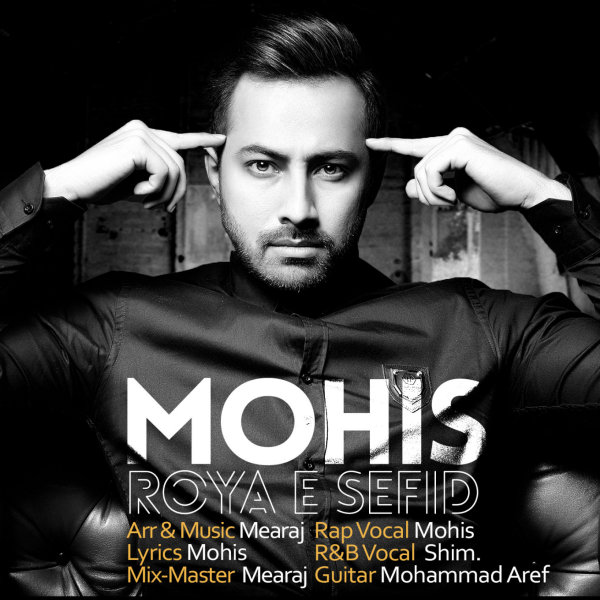 MOHIS
ROYA E SEFID
Arr & Music Mearaj Rap Vocal Mohis
Lyrics Mohis R&B Vocal Shim.
Mix-Master Mearaj Guitar Mohammad Aref